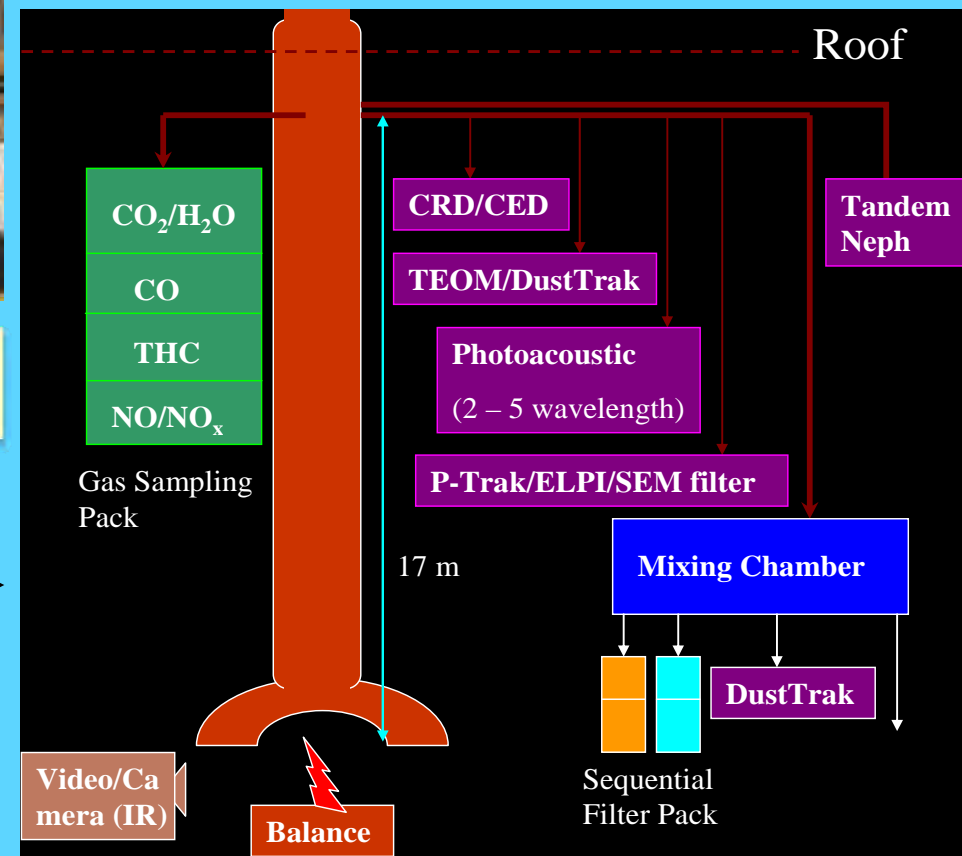 Roof
CO₂/H₂O
CO
THC
NO/NOₓ
Gas Sampling
Pack
CRD/CED
TEOM/DustTrak
Photoacoustic
(2 – 5 wavelength)
P-Trak/ELPI/SEM filter
Tandem
Neph
17 m
Mixing Chamber
DustTrak
Sequential
Filter Pack
Video/Ca
mera (IR)
Balance